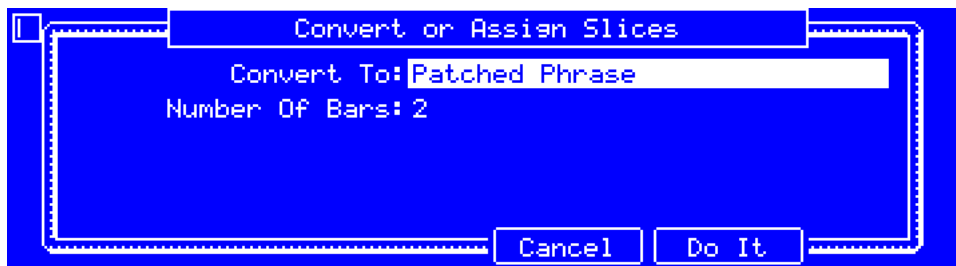 Convert or Assign Slices
Convert To:Patched Phrase
Number Of Bars:2
Cancel Do It